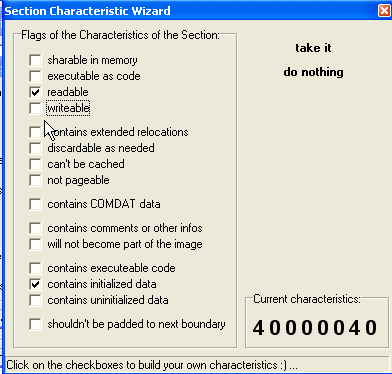 Section Characteristic Wizard
Flags of the Characteristics of the Section:
take it
do nothing
sharable in memory
executable as code
readable
writeable
contains extended relocations
discardable as needed
can't be cached
not pageable
contains COMDAT data
contains comments or other infos
will not become part of the image
contains executeable code
contains initialized data
contains uninitialized data
shouldn't be padded to next boundary
Current characteristics:
40000040
Click on the checkboxes to build your own characteristics :) ...